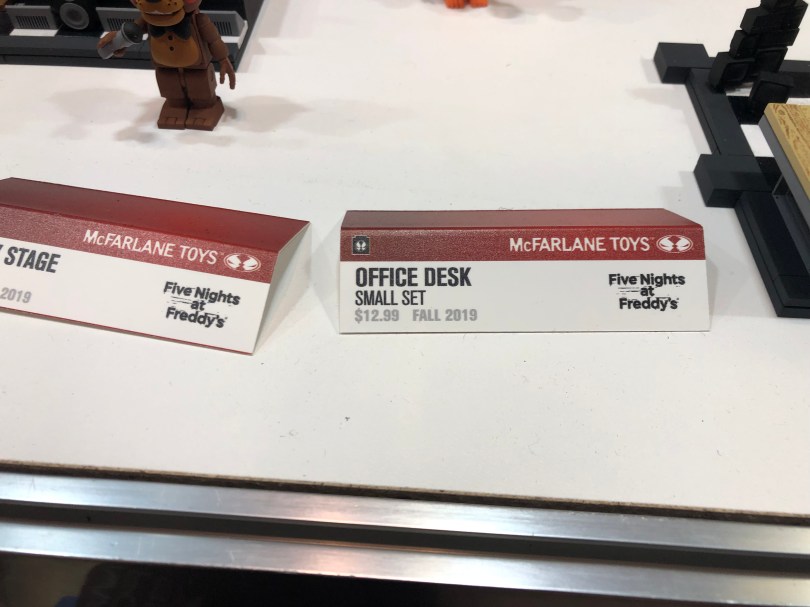 McFARLANE TOYS
STAGE
2019
Five Nights
at
Freddy's
McFARLANE TOYS
OFFICE DESK
SMALL SET
$12.99 FALL 2019
Five Nights
at
Freddy's